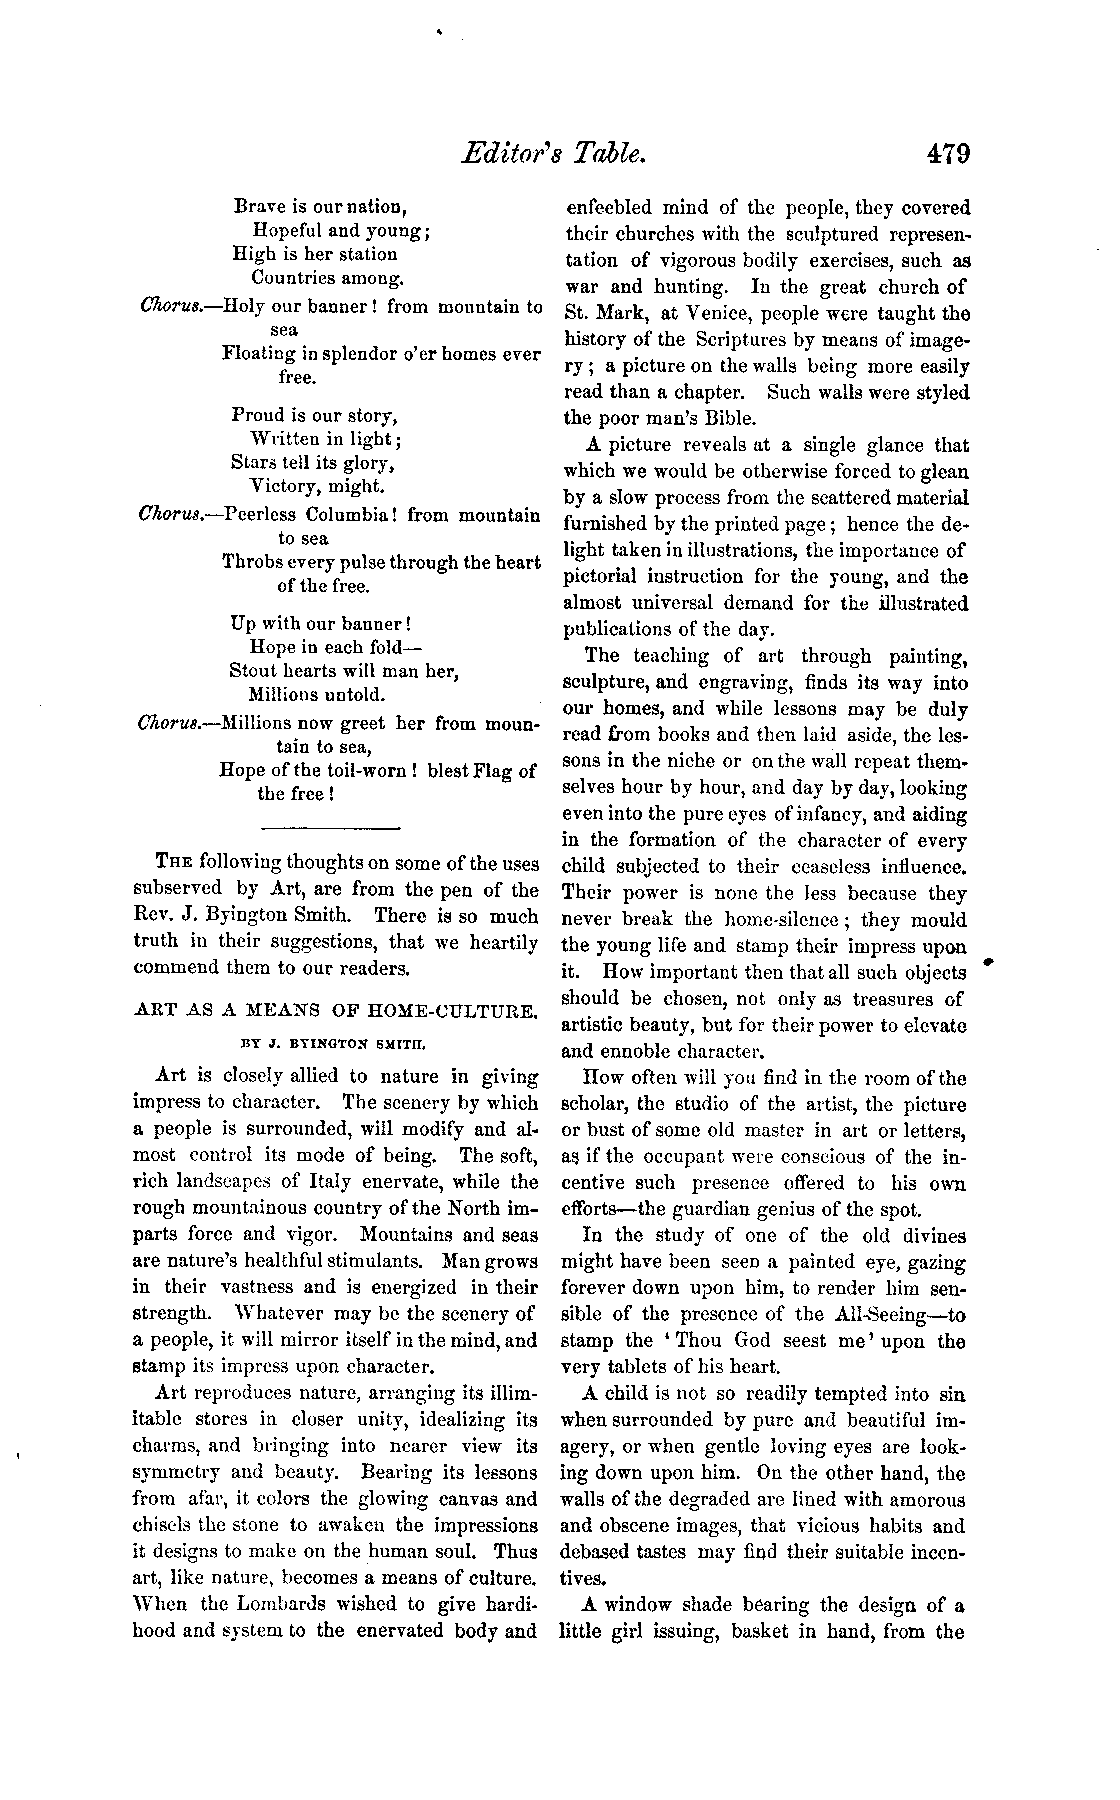 Editor's Table. 479
Brave is our nation,
Hopeful and young;
High is her station
Countries among.
Chorus.—Holy our banner! from mountain to
sea
Floating in splendor o'er homes ever
free.
Proud is our story,
Written in light;
Stars tell its glory,
Victory, might.
Chorus.—Peerless Columbia! from mountain
to sea
Throbs every pulse through the heart
of the free.
Up with our banner!
Hope in each fold—
Stout hearts will man her,
Millions untold.
Chorus.—Millions now greet her from moun-
tain to sea,
Hope of the toil-worn! blest Flag of
the free!
THE following thoughts on some of the uses
subserved by Art, are from the pen of the
Rev. J. Byington Smith. There is so much
truth in their suggestions, that we heartily
commend them to our readers.
ART AS A MEANS OF HOME-CULTURE.
BY J. BYINGTON SMITH.
Art is closely allied to nature in giving
impress to character. The scenery by which
a people is surrounded, will modify and al-
most control its mode of being. The soft,
rich landscapes of Italy enervate, while the
rough mountainous country of the North im-
parts force and vigor. Mountains and seas
are nature's healthful stimulants. Man grows
in their vastness and is energized in their
strength. Whatever may be the scenery of
a people, it will mirror itself in the mind, and
stamp its impress upon character.
Art reproduces nature, arranging its illim-
itable stores in closer unity, idealizing its
charms, and bringing into nearer view its
symmetry and beauty. Bearing its lessons
from afar, it colors the glowing canvas and
chisels the stone to awaken the impressions
it designs to make on the human soul. Thus
art, like nature, becomes a means of culture.
When the Lombards wished to give hardi-
hood and system to the enervated body and
enfeebled mind of the people, they covered
their churches with the sculptured represen-
tation of vigorous bodily exercises, such as
war and hunting. In the great church of
St. Mark, at Venice, people were taught the
history of the Scriptures by means of image-
ry; a picture on the walls being more easily
read than a chapter. Such walls were styled
the poor man's Bible.
A picture reveals at a single glance that
which we would be otherwise forced to glean
by a slow process from the scattered material
furnished by the printed page; hence the de-
light taken in illustrations, the importance of
pictorial instruction for the young, and the
almost universal demand for the illustrated
publications of the day.
The teaching of art through painting,
sculpture, and engraving, finds its way into
our homes, and while lessons may be duly
read from books and then laid aside, the les-
sons in the niche or on the wall repeat them-
selves hour by hour, and day by day, looking
even into the pure eyes of infancy, and aiding
in the formation of the character of every
child subjected to their ceaseless influence.
Their power is none the less because they
never break the home-silence; they mould
the young life and stamp their impress upon
it. How important then that all such objects
should be chosen, not only as treasures of
artistic beauty, but for their power to elevate
and ennoble character.
How often will you find in the room of the
scholar, the studio of the artist, the picture
or bust of some old master in art or letters,
as if the occupant were conscious of the in-
centive such presence offered to his own
efforts—the guardian genius of the spot.
In the study of one of the old divines
might have been seen a painted eye, gazing
forever down upon him, to render him sen-
sible of the presence of the All-Seeing—to
stamp the 'Thou God seest me' upon the
very tablets of his heart.
A child is not so readily tempted into sin
when surrounded by pure and beautiful im-
agery, or when gentle loving eyes are look-
ing down upon him. On the other hand, the
walls of the degraded are lined with amorous
and obscene images, that vicious habits and
debased tastes may find their suitable incen-
tives.
A window shade bearing the design of a
little girl issuing, basket in hand, from the